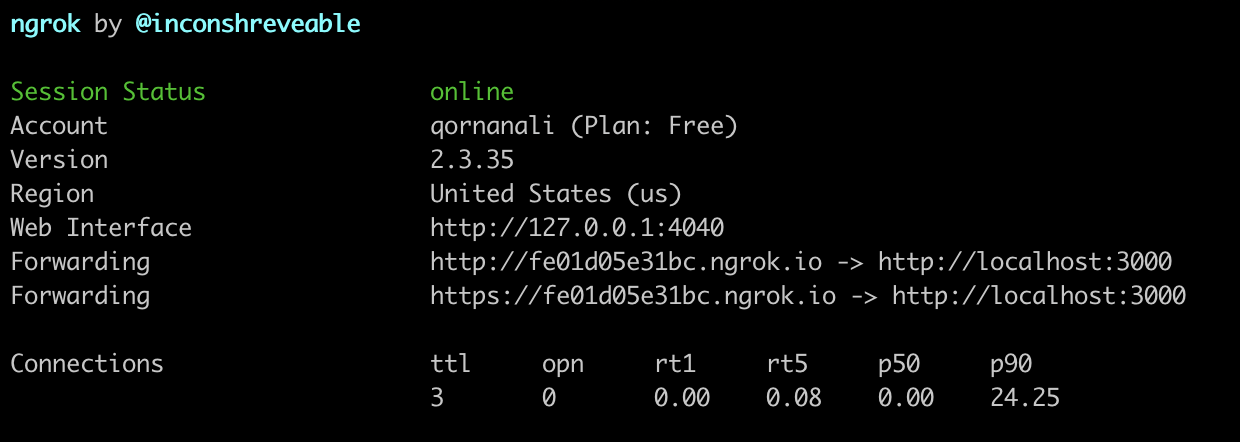 ngrok by @inconshreveable
Session Status online
Account qornanali (Plan: Free)
Version 2.3.35
Region United States (us)
Web Interface http://127.0.0.1:4040
Forwarding http://fe01d05e31bc.ngrok.io -> http://localhost:3000
Forwarding https://fe01d05e31bc.ngrok.io -> http://localhost:3000
Connections ttl opn rt1 rt5 p50 p90
3 0 0.00 0.08 0.00 24.25